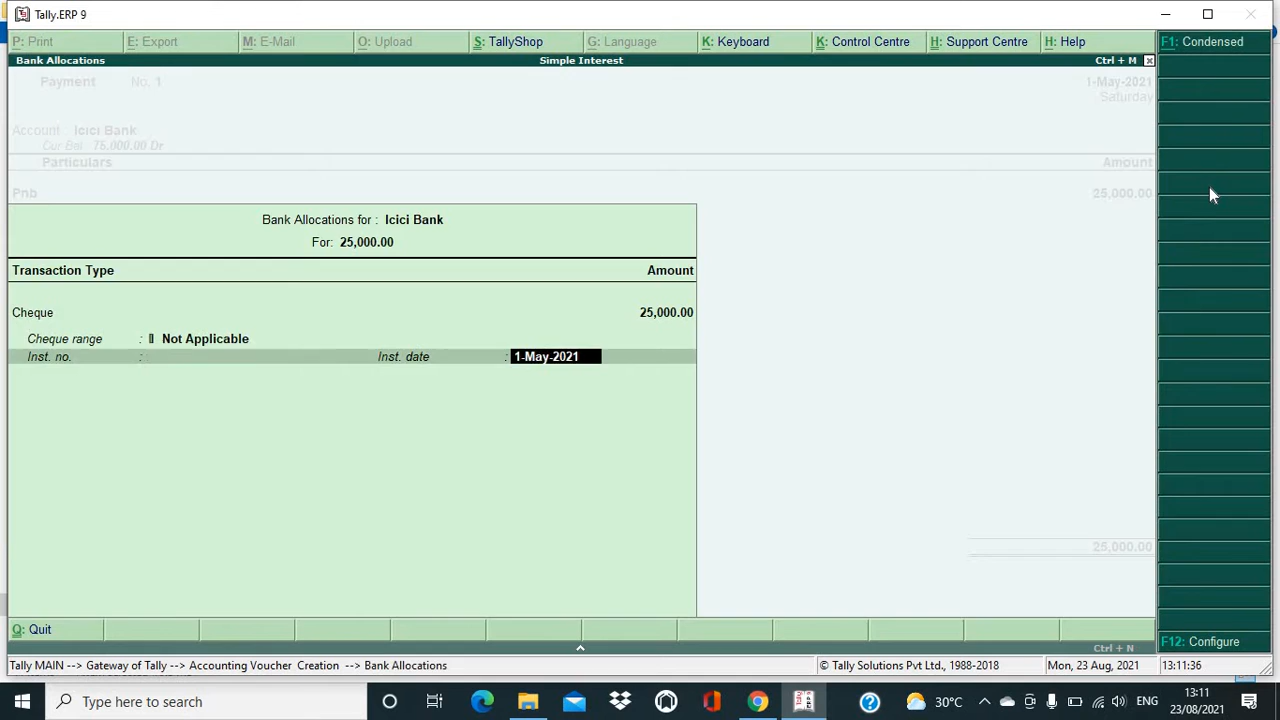 Tally.ERP 9
P: Print E: Export M: E-Mail O: Upload S: TallyShop G: Language K: Keyboard K: Control Centre H: Support Centre H: Help F1: Condensed
Bank Allocations Simple Interest Ctrl + M
Payment No. 1 1-May-2021
Saturday
Account : Icici Bank
Cur Bal: 75,000.00 Dr
Particulars Amount
Pnb 25,000.00
Bank Allocations for : Icici Bank
For: 25,000.00
Transaction Type Amount
Cheque 25,000.00
Cheque range : Not Applicable
Inst. no. : Inst. date : 1-May-2021
25,000.00
Q: Quit
F12: Configure
Ctrl + N
Tally MAIN --> Gateway of Tally --> Accounting Voucher Creation --> Bank Allocations © Tally Solutions Pvt Ltd., 1988-2018 Mon, 23 Aug, 2021 13:11:36
Type here to search 30°C ENG 13:11
23/08/2021